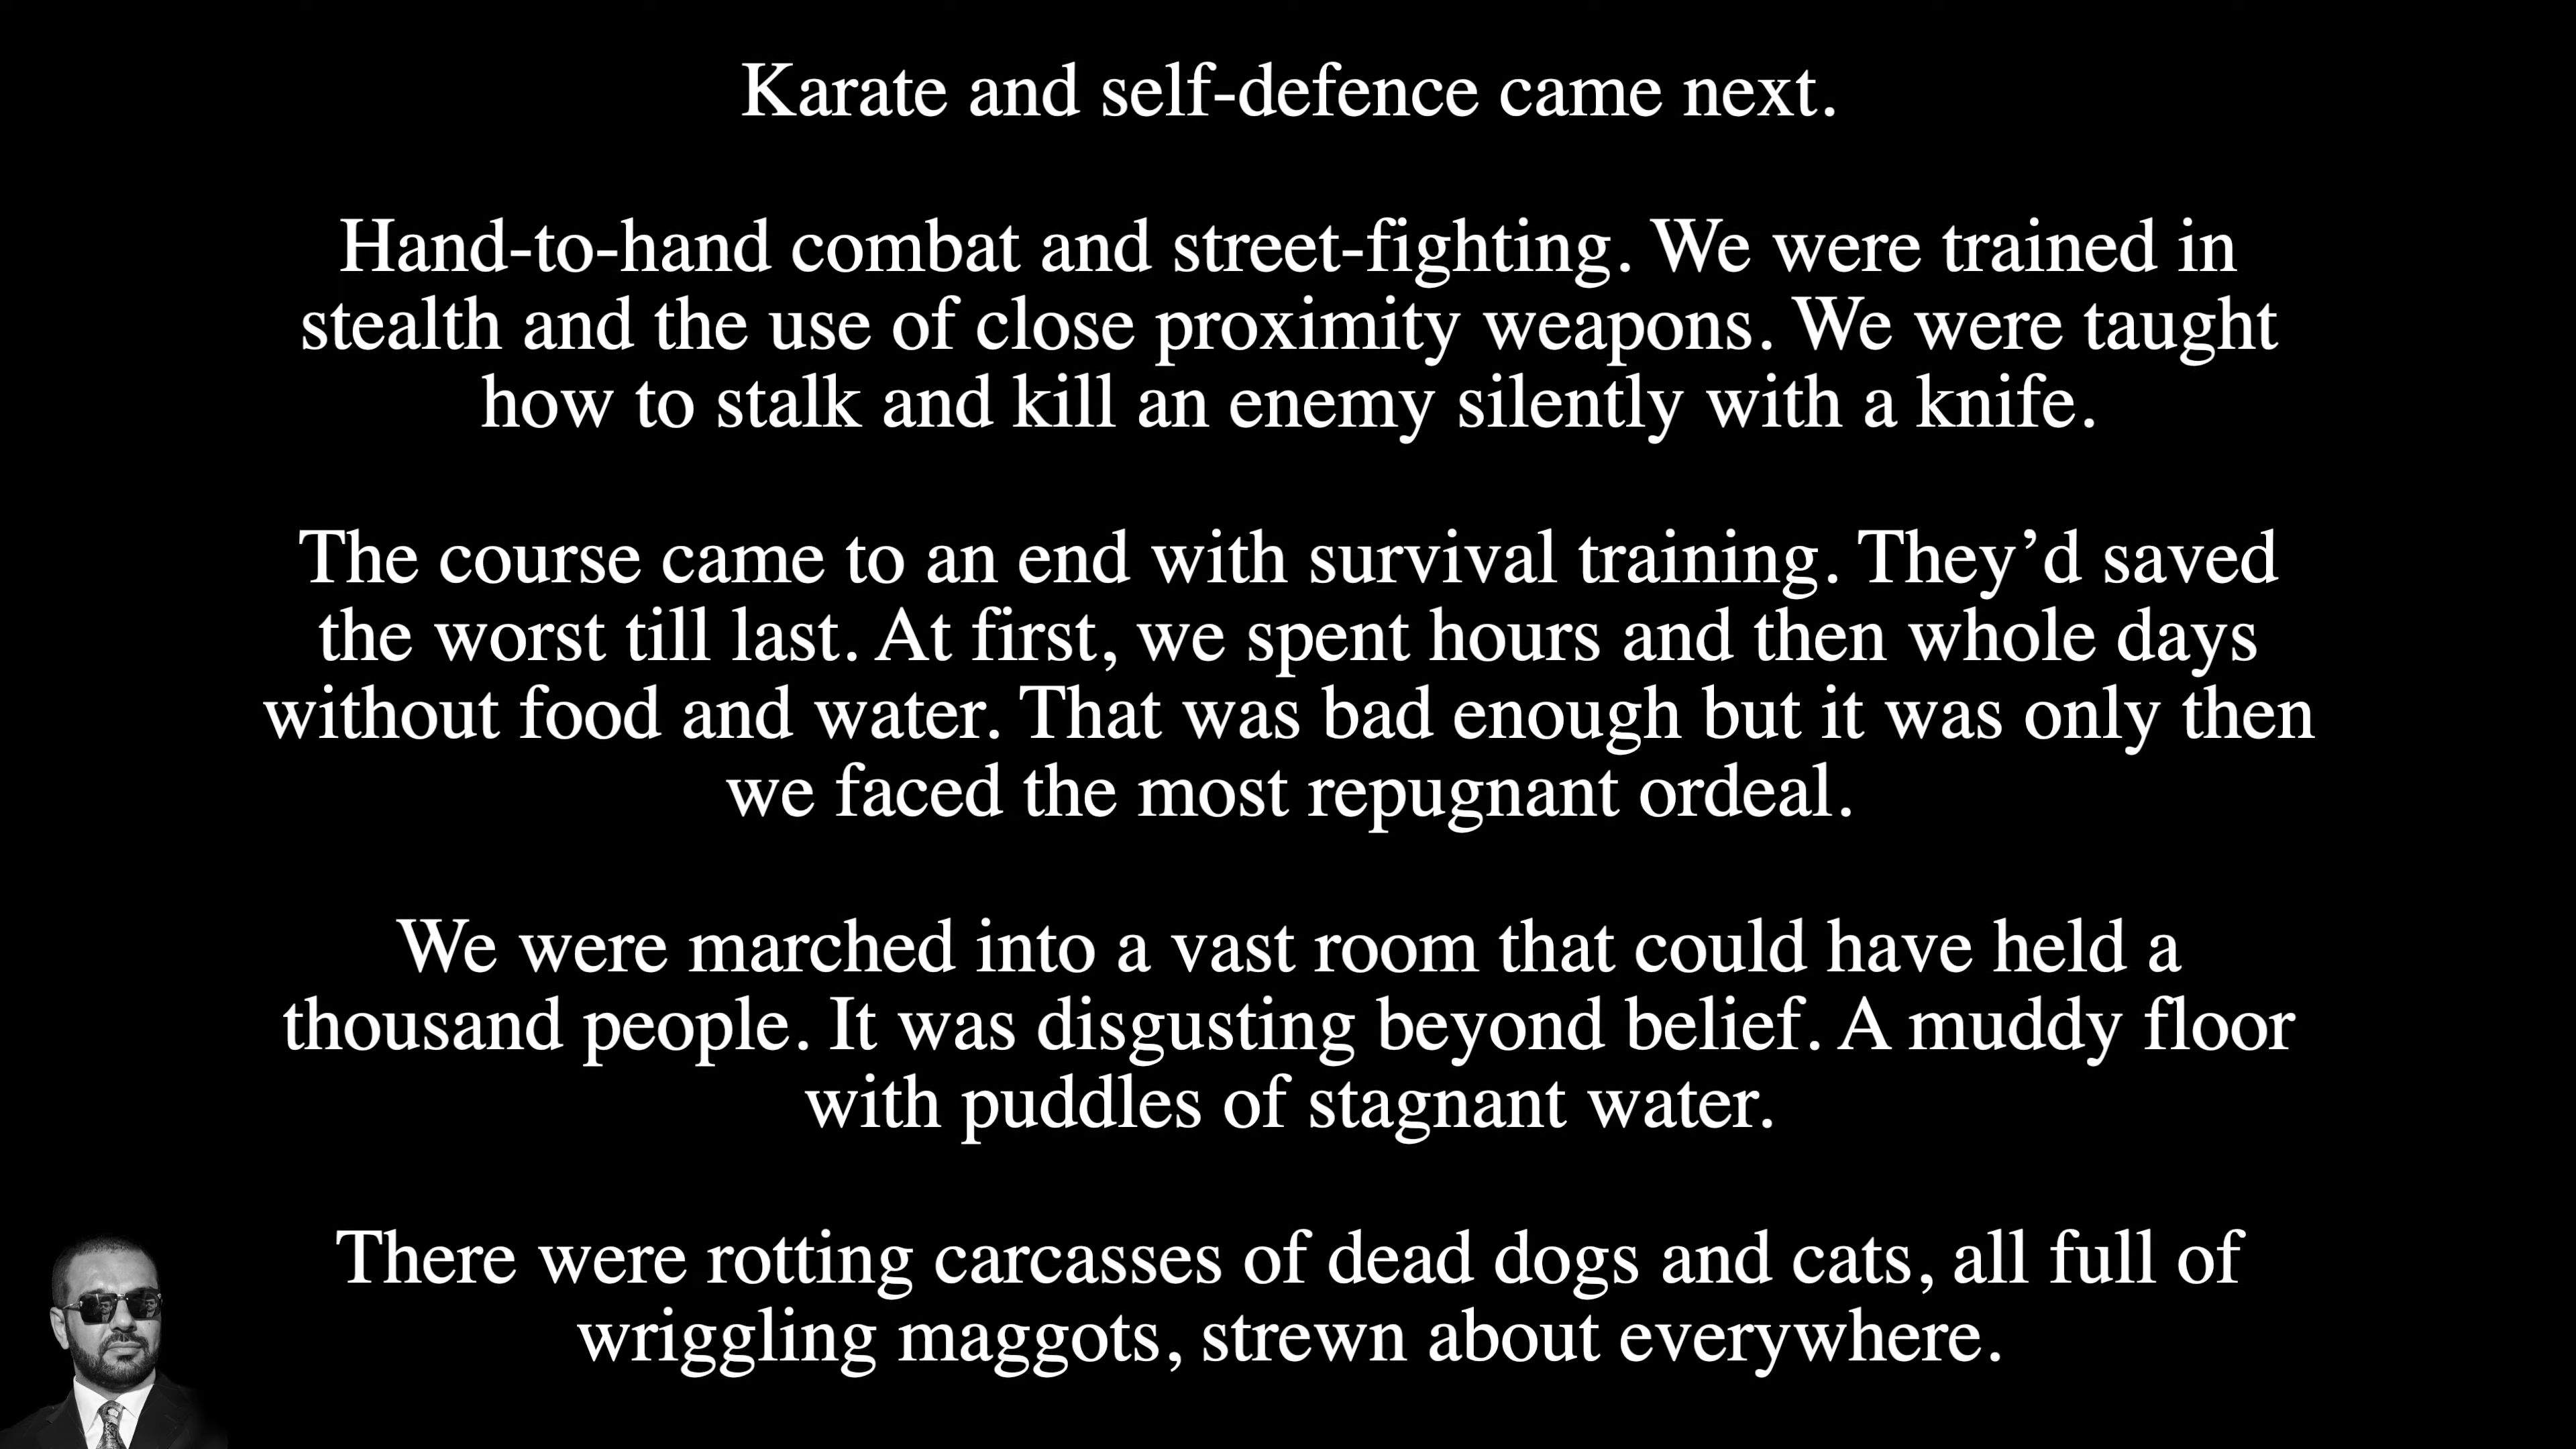 Karate and self-defence came next.
Hand-to-hand combat and street-fighting. We were trained in
stealth and the use of close proximity weapons. We were taught
how to stalk and kill an enemy silently with a knife.
The course came to an end with survival training. They’d saved
the worst till last. At first, we spent hours and then whole days
without food and water. That was bad enough but it was only then
we faced the most repugnant ordeal.
We were marched into a vast room that could have held a
thousand people. It was disgusting beyond belief. A muddy floor
with puddles of stagnant water.
There were rotting carcasses of dead dogs and cats, all full of
wriggling maggots, strewn about everywhere.